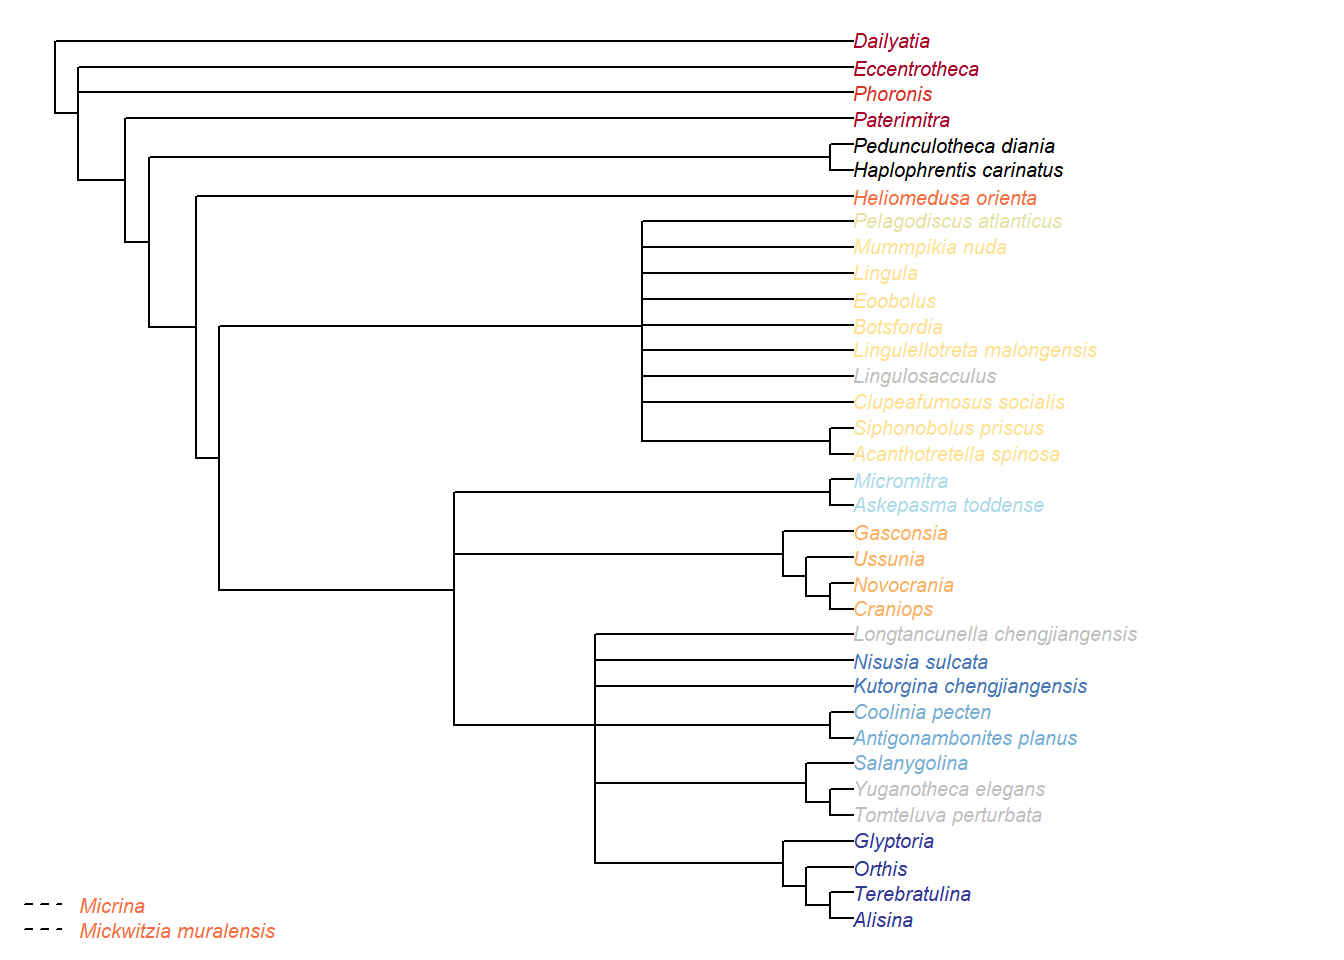 Dailyatia
Eccentrotheca
Phoronis
Paterimitra
Pedunculotheca diania
Haplophrentis carinatus
Heliomedusa orienta
Pelagodiscus atlanticus
Mummpikia nuda
Lingula
Eoobolus
Botsfordia
Lingulellotreta malongensis
Lingulosacculus
Clupeafumosus socialis
Siphonobolus priscus
Acanthotretella spinosa
Micromitra
Askepasma toddense
Gasconsia
Ussunia
Novocrania
Craniops
Longtancunella chengjiangensis
Nisusia sulcata
Kutorgina chengjiangensis
Coolinia pecten
Antigonambonites planus
Salanygolina
Yuganotheca elegans
Tomteluva perturbata
Glyptoria
Orthis
Terebratulina
Alisina
Micrina
Mickwitzia muralensis